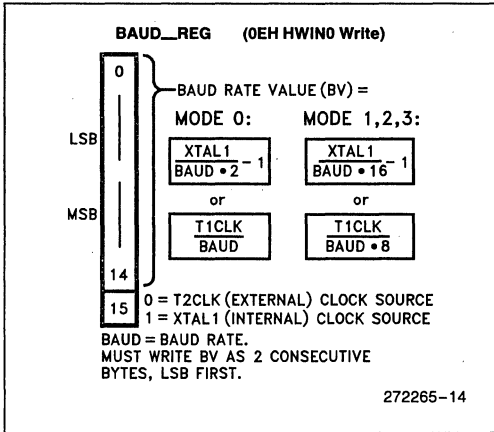 BAUD__REG (0EH HWIN0 Write)
0
BAUD RATE VALUE (BV) =
MODE 0: MODE 1,2,3:
LSB
XTAL1 / BAUD • 2 - 1
XTAL1 / BAUD • 16 - 1
or or
MSB
T1CLK / BAUD
T1CLK / BAUD • 8
14
15
0 = T2CLK (EXTERNAL) CLOCK SOURCE
1 = XTAL1 (INTERNAL) CLOCK SOURCE
BAUD = BAUD RATE.
MUST WRITE BV AS 2 CONSECUTIVE
BYTES, LSB FIRST.
272265-14